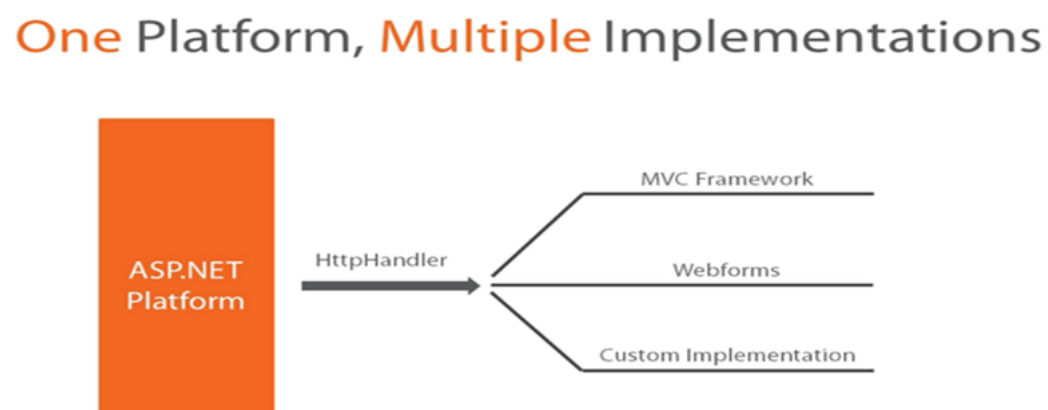 One Platform, Multiple Implementations
MVC Framework
HttpHandler
ASP.NET
Platform
Webforms
Custom Implementation